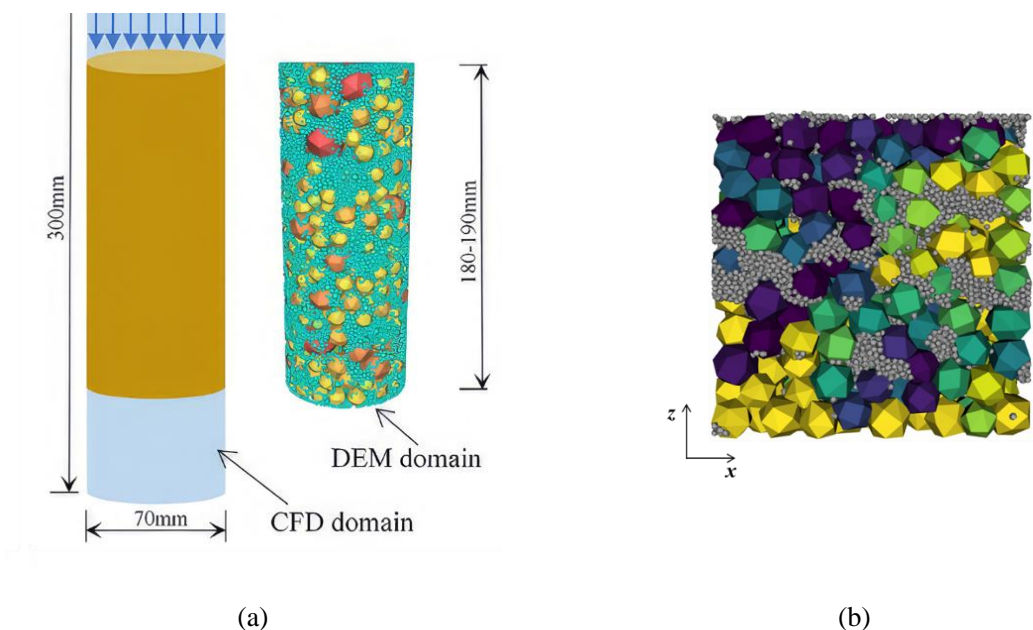 300mm
180-190mm
DEM domain
CFD domain
70mm
z
x
(a)
(b)